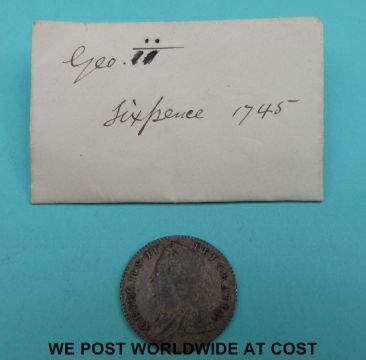 Geo. ii
Sixpence 1745
WE POST WORLDWIDE AT COST